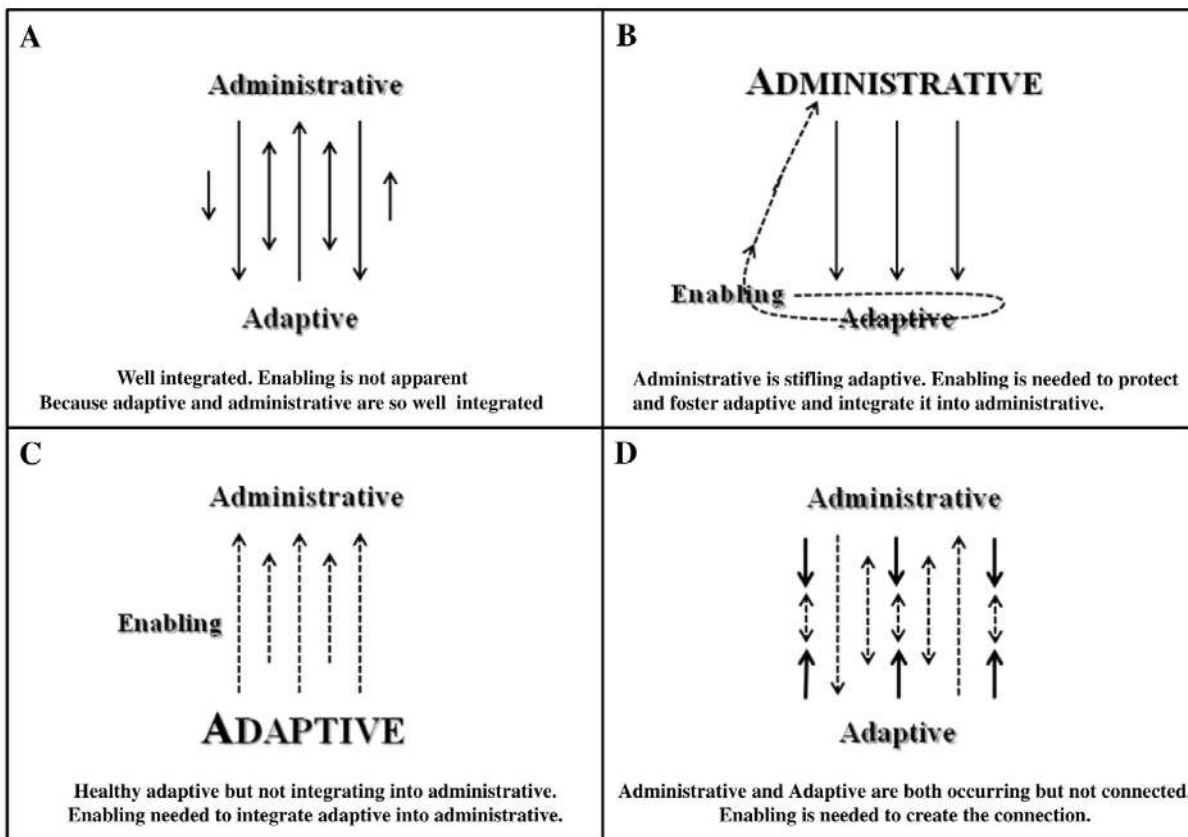 A
Administrative
Adaptive
Well integrated. Enabling is not apparent
Because adaptive and administrative are so well integrated
B
ADMINISTRATIVE
Enabling
Adaptive
Administrative is stifling adaptive. Enabling is needed to protect
and foster adaptive and integrate it into administrative.
C
Administrative
Enabling
ADAPTIVE
Healthy adaptive but not integrating into administrative.
Enabling needed to integrate adaptive into administrative.
D
Administrative
Adaptive
Administrative and Adaptive are both occurring but not connected.
Enabling is needed to create the connection.